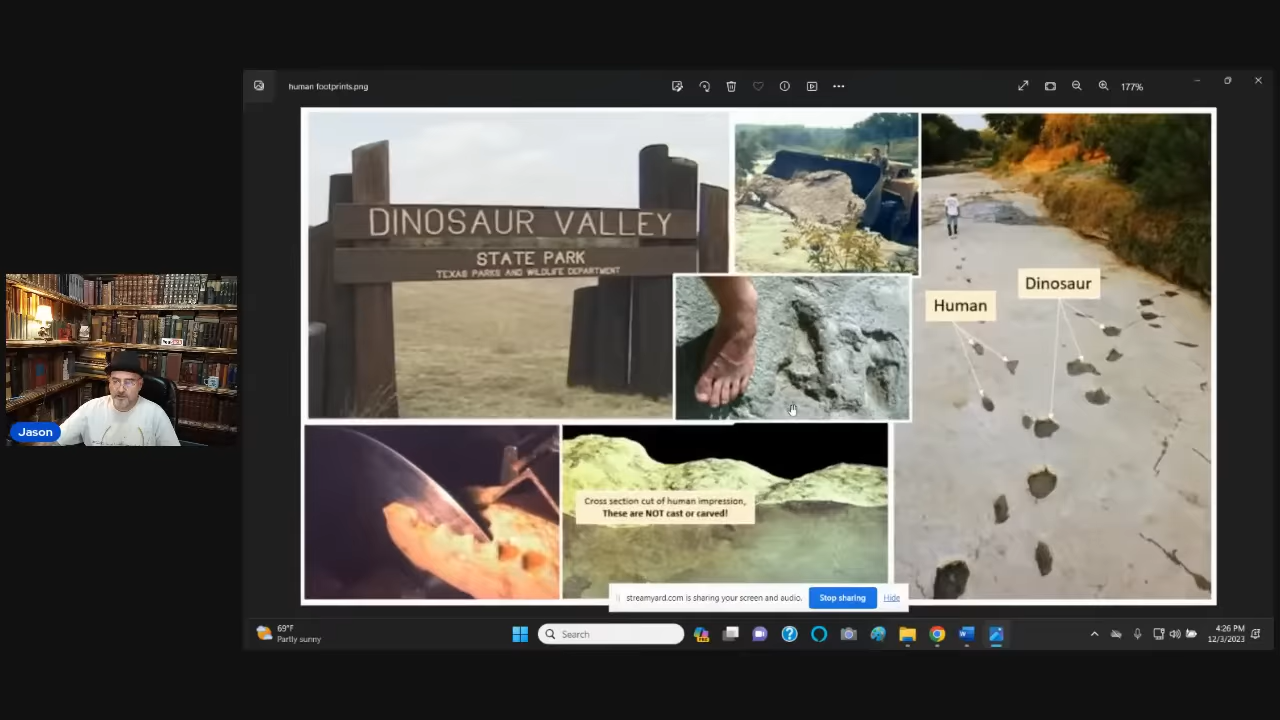 human footprints.png
177%
DINOSAUR VALLEY
STATE PARK
TEXAS PARKS AND WILDLIFE DEPARTMENT
Human
Dinosaur
Jason
Cross section cut of human impression,
These are NOT cast or carved!
streamyard.com is sharing your screen and audio.
Stop sharing
Hide
69°F
Partly sunny
Search
4:26 PM
12/3/2023